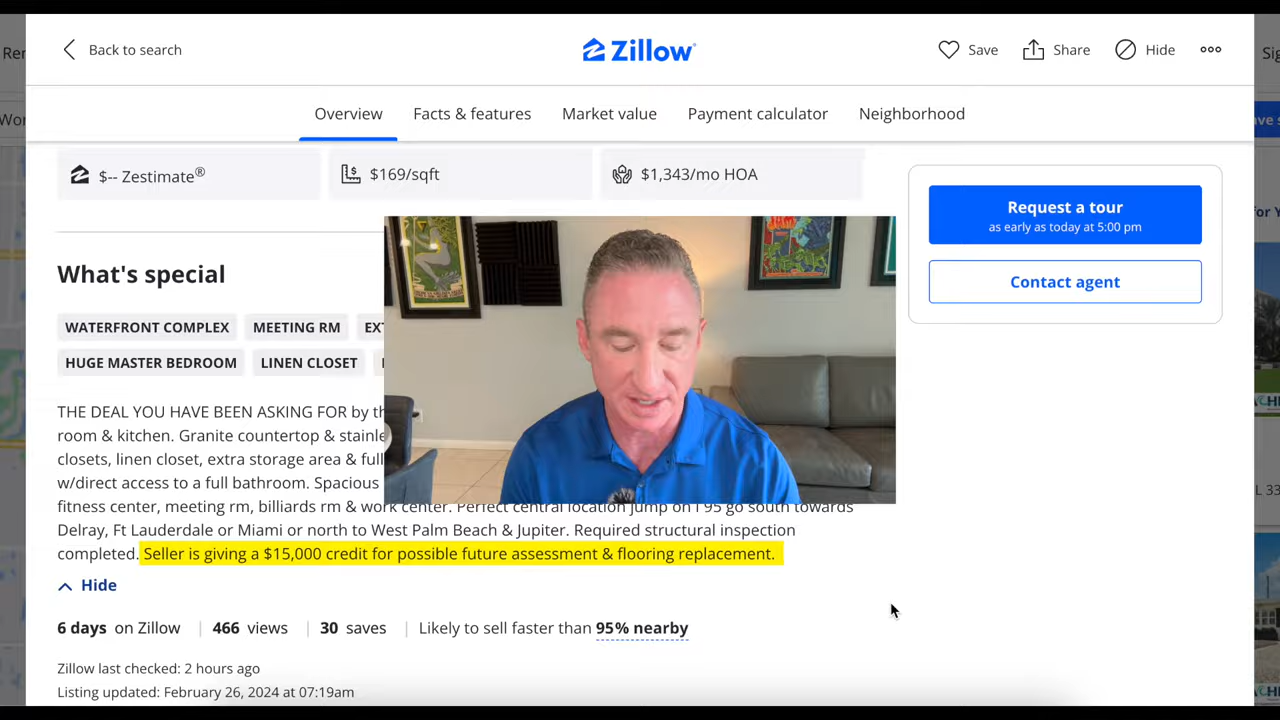 Back to search
Zillow
Save
Share
Hide
Overview
Facts & features
Market value
Payment calculator
Neighborhood
$-- Zestimate®
$169/sqft
$1,343/mo HOA
Request a tour
as early as today at 5:00 pm
Contact agent
What's special
WATERFRONT COMPLEX
MEETING RM
HUGE MASTER BEDROOM
LINEN CLOSET
THE DEAL YOU HAVE BEEN ASKING FOR by
room & kitchen. Granite countertop &
closets, linen closet, extra storage area & full
w/direct access to a full bathroom. Spacious
fitness center, meeting rm, billiards rm & work center. Perfect central location jump on I 95 go south towards
Delray, Ft Lauderdale or Miami or north to West Palm Beach & Jupiter. Required structural inspection
completed. Seller is giving a $15,000 credit for possible future assessment & flooring replacement.
Hide
6 days on Zillow
466 views
30 saves
Likely to sell faster than 95% nearby
Zillow last checked: 2 hours ago
Listing updated: February 26, 2024 at 07:19am